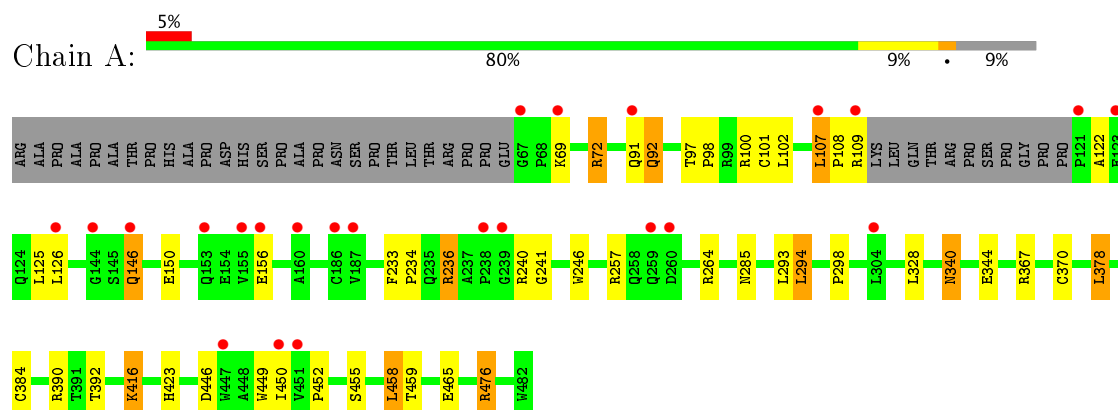 5%
Chain A:
80% 9% • 9%
ARG ALA PRO ALA PRO ALA THR PRO HIS ALA PRO ASP HIS SER PRO ALA PRO ASN SER PRO THR LEU THR ARG PRO GLU G67 P68 K69 R72 Q91 Q92 T97 P98 R99 R100 C101 L102 L107 P108 R109 LYS LEU GLN THR ARG PRO SER PRO GLY PRO PRO P121 A122
Q124 L125 L126 G144 S145 Q146 E150 Q153 E154 V155 E156 A160 C186 V187 F233 P234 Q235 R236 A237 P238 G239 R240 G241 W246 R257 Q258 Q259 D260 R264 N285 L293 L294 P298 L304 L328 N340 E344 R367 C370 L378
C384 R390 T391 T392 K416 H423 D446 W447 A448 W449 I450 V451 P452 S455 L458 T459 E465 R476 W482